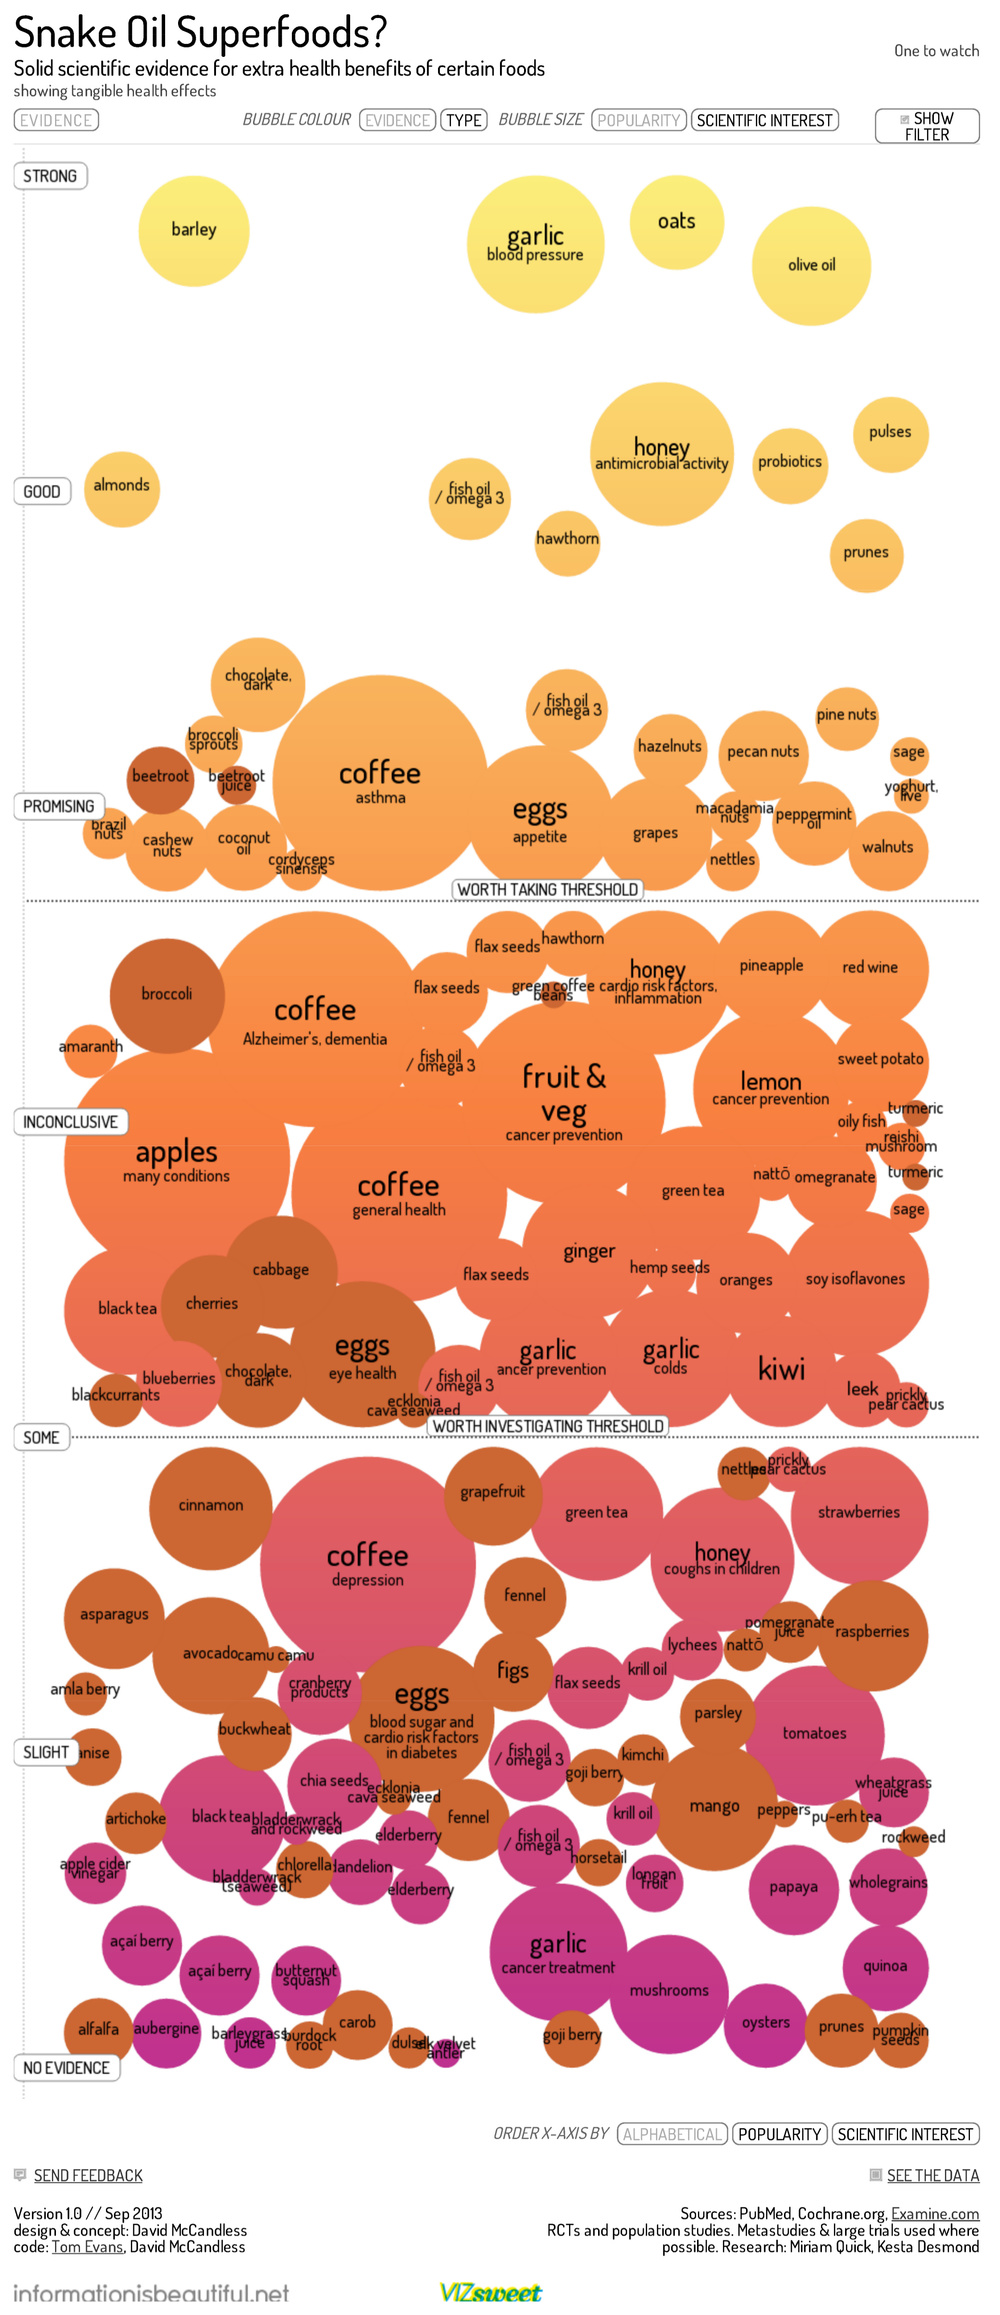 Snake Oil Superfoods?
One to watch
Solid scientific evidence for extra health benefits of certain foods
showing tangible health effects
EVIDENCE
BUBBLE COLOUR EVIDENCE TYPE BUBBLE SIZE POPULARITY SCIENTIFIC INTEREST
SHOW
FILTER
STRONG
barley
garlic
blood pressure
oats
olive oil
honey
antimicrobial activity
probiotics
pulses
GOOD
almonds
fish oil
/ omega 3
hawthorn
prunes
chocolate,
dark
fish oil
/ omega 3
broccoli
sprouts
hazelnuts
pecan nuts
pine nuts
sage
beetroot
beetroot
juice
coffee
asthma
yoghurt,
live
PROMISING
brazil
nuts
cashew
nuts
coconut
oil
cordyceps
sinensis
eggs
appetite
grapes
macadamia
nuts
peppermint
oil
nettles
walnuts
WORTH TAKING THRESHOLD
broccoli
coffee
Alzheimer's, dementia
flax seeds
flax seeds
hawthorn
green coffee
beans
honey
cardio risk factors,
inflammation
pineapple
red wine
amaranth
fish oil
/ omega 3
fruit &
veg
cancer prevention
lemon
cancer prevention
sweet potato
INCONCLUSIVE
oily fish
turmeric
reishi
mushroom
apples
many conditions
coffee
general health
green tea
nattō
omegranate
turmeric
sage
cabbage
ginger
flax seeds
hemp seeds
oranges
soy isoflavones
black tea
cherries
eggs
eye health
garlic
ancer prevention
garlic
colds
kiwi
blueberries
chocolate,
dark
fish oil
/ omega 3
blackcurrants
ecklonia
cava seaweed
leek
prickly
pear cactus
WORTH INVESTIGATING THRESHOLD
SOME
cinnamon
coffee
depression
grapefruit
green tea
nettles
prickly
pear cactus
strawberries
honey
coughs in children
asparagus
fennel
avocado
camu camu
pomegranate
juice
raspberries
lychees
nattō
amla berry
cranberry
products
figs
krill oil
flax seeds
eggs
blood sugar and
cardio risk factors
in diabetes
buckwheat
parsley
tomatoes
SLIGHT
anise
fish oil
/ omega 3
kimchi
goji berry
chia seeds
ecklonia
cava seaweed
wheatgrass
juice
artichoke
black tea
bladderwrack
and rockweed
fennel
krill oil
mango
peppers
pu-erh tea
elderberry
fish oil
/ omega 3
rockweed
apple cider
vinegar
bladderwrack
(seaweed)
chlorella
dandelion
elderberry
horsetail
longan
fruit
papaya
wholegrains
açaí berry
açaí berry
butternut
squash
garlic
cancer treatment
mushrooms
quinoa
alfalfa
aubergine
barleygrass
juice
burdock
root
carob
dulse
elk velvet
antler
goji berry
oysters
prunes
pumpkin
seeds
NO EVIDENCE
ORDER X-AXIS BY ALPHABETICAL POPULARITY SCIENTIFIC INTEREST
SEND FEEDBACK
SEE THE DATA
Version 1.0 // Sep 2013
design & concept: David McCandless
code: Tom Evans, David McCandless
Sources: PubMed, Cochrane.org, Examine.com
RCTs and population studies. Metastudies & large trials used where
possible. Research: Miriam Quick, Kesta Desmond
informationisbeautiful.net
VIZsweet